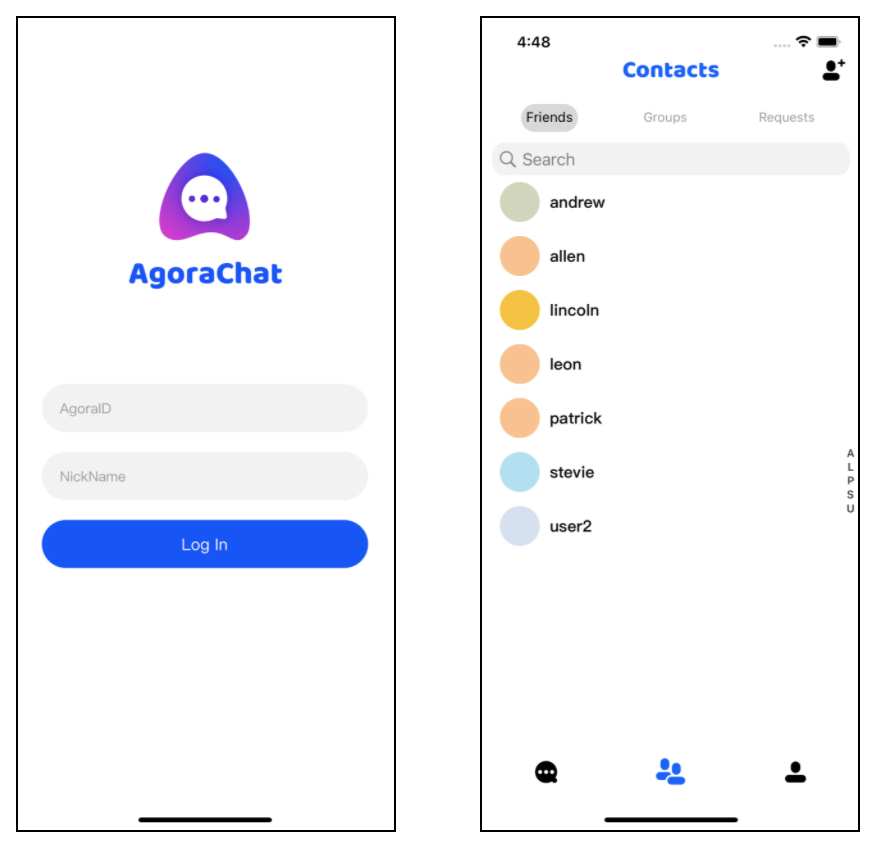 AgoraChat
AgoraID
NickName
Log In
4:48
Contacts
Friends Groups Requests
Search
andrew
allen
lincoln
leon
patrick
stevie
user2
A
L
P
S
U